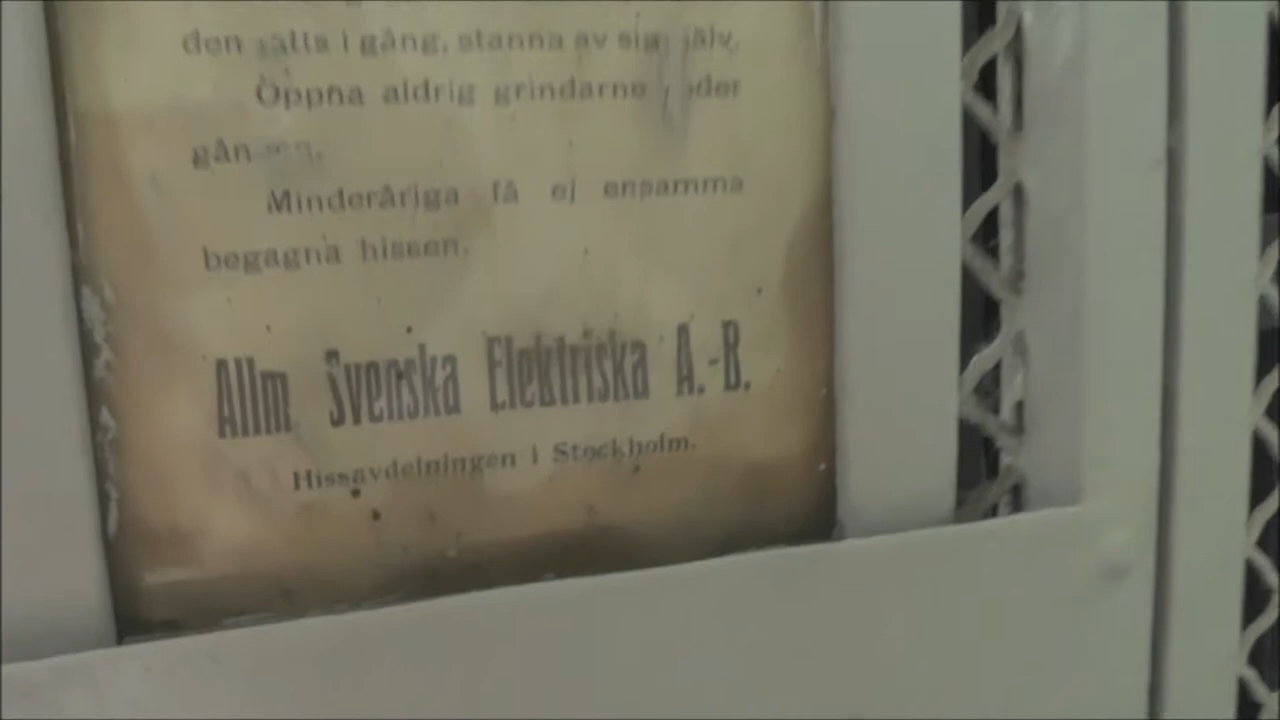 den sätts i gång, stanna av sig själv.
Öppna aldrig grindarne under
gången.
Minderåriga få ej ensamma
begagna hissen.
Allm. Svenska Elektriska A.-B.
Hissavdelningen i Stockholm.